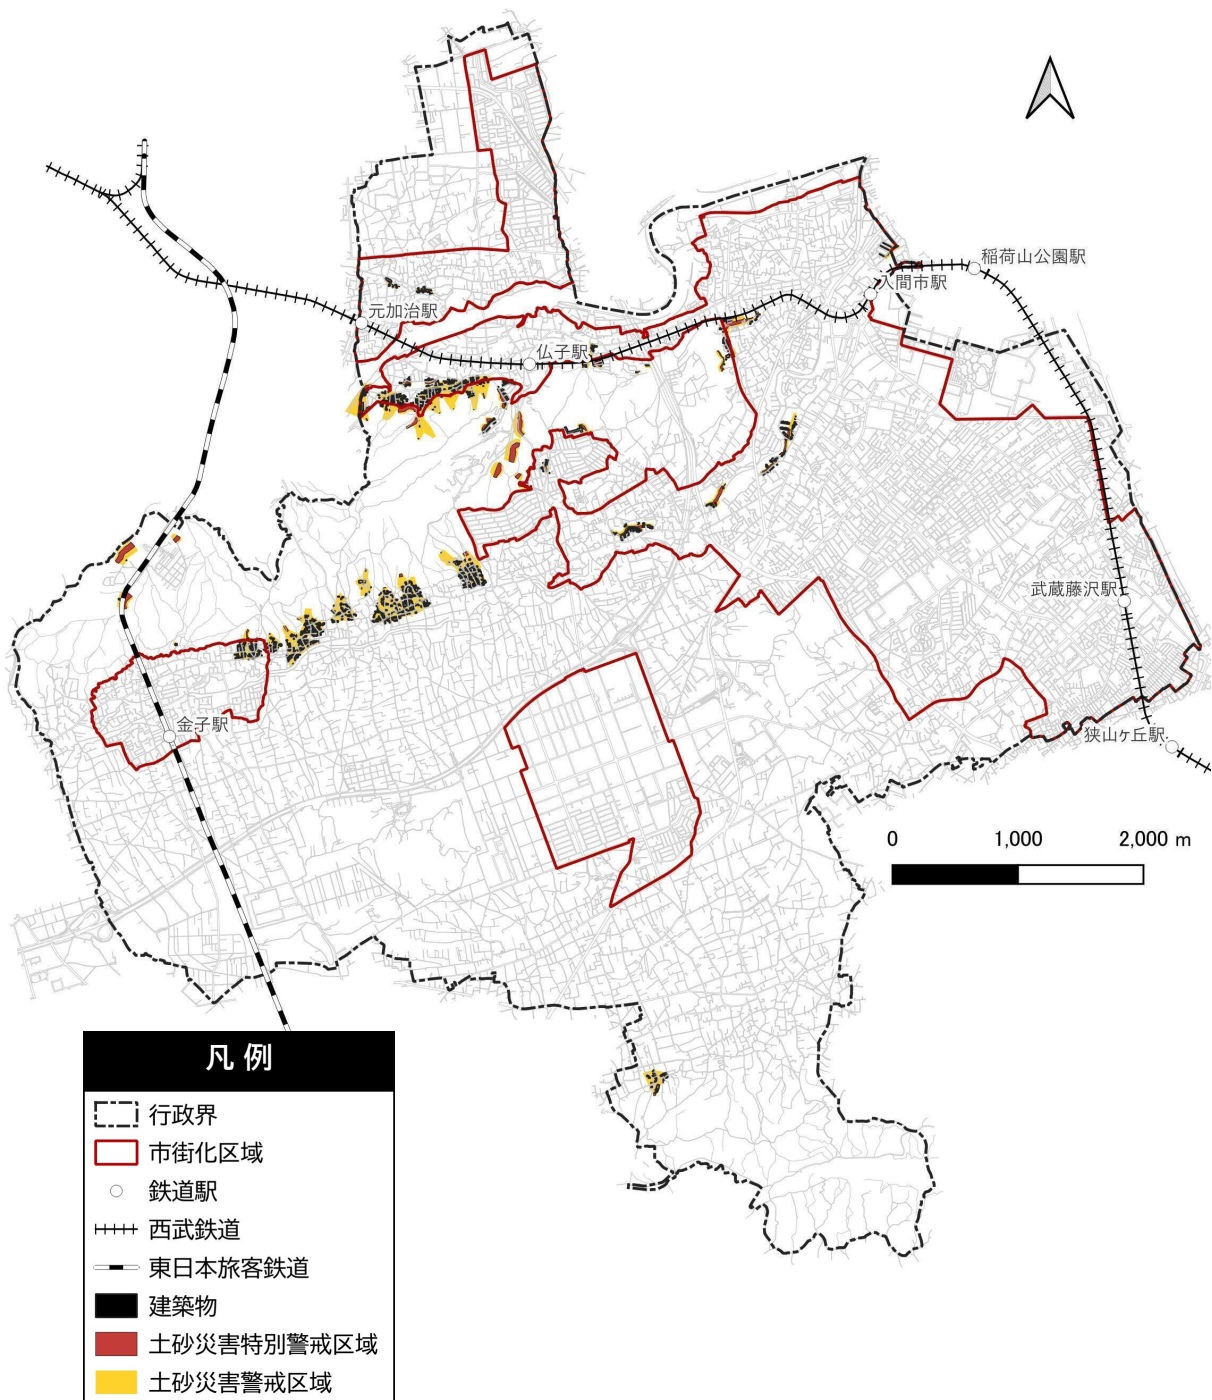 稲荷山公園駅
入間市駅
元加治駅
仏子駅
武蔵藤沢駅
金子駅
狭山ヶ丘駅
0 1,000 2,000 m
凡 例
行政界
市街化区域
鉄道駅
西武鉄道
東日本旅客鉄道
建築物
土砂災害特別警戒区域
土砂災害警戒区域